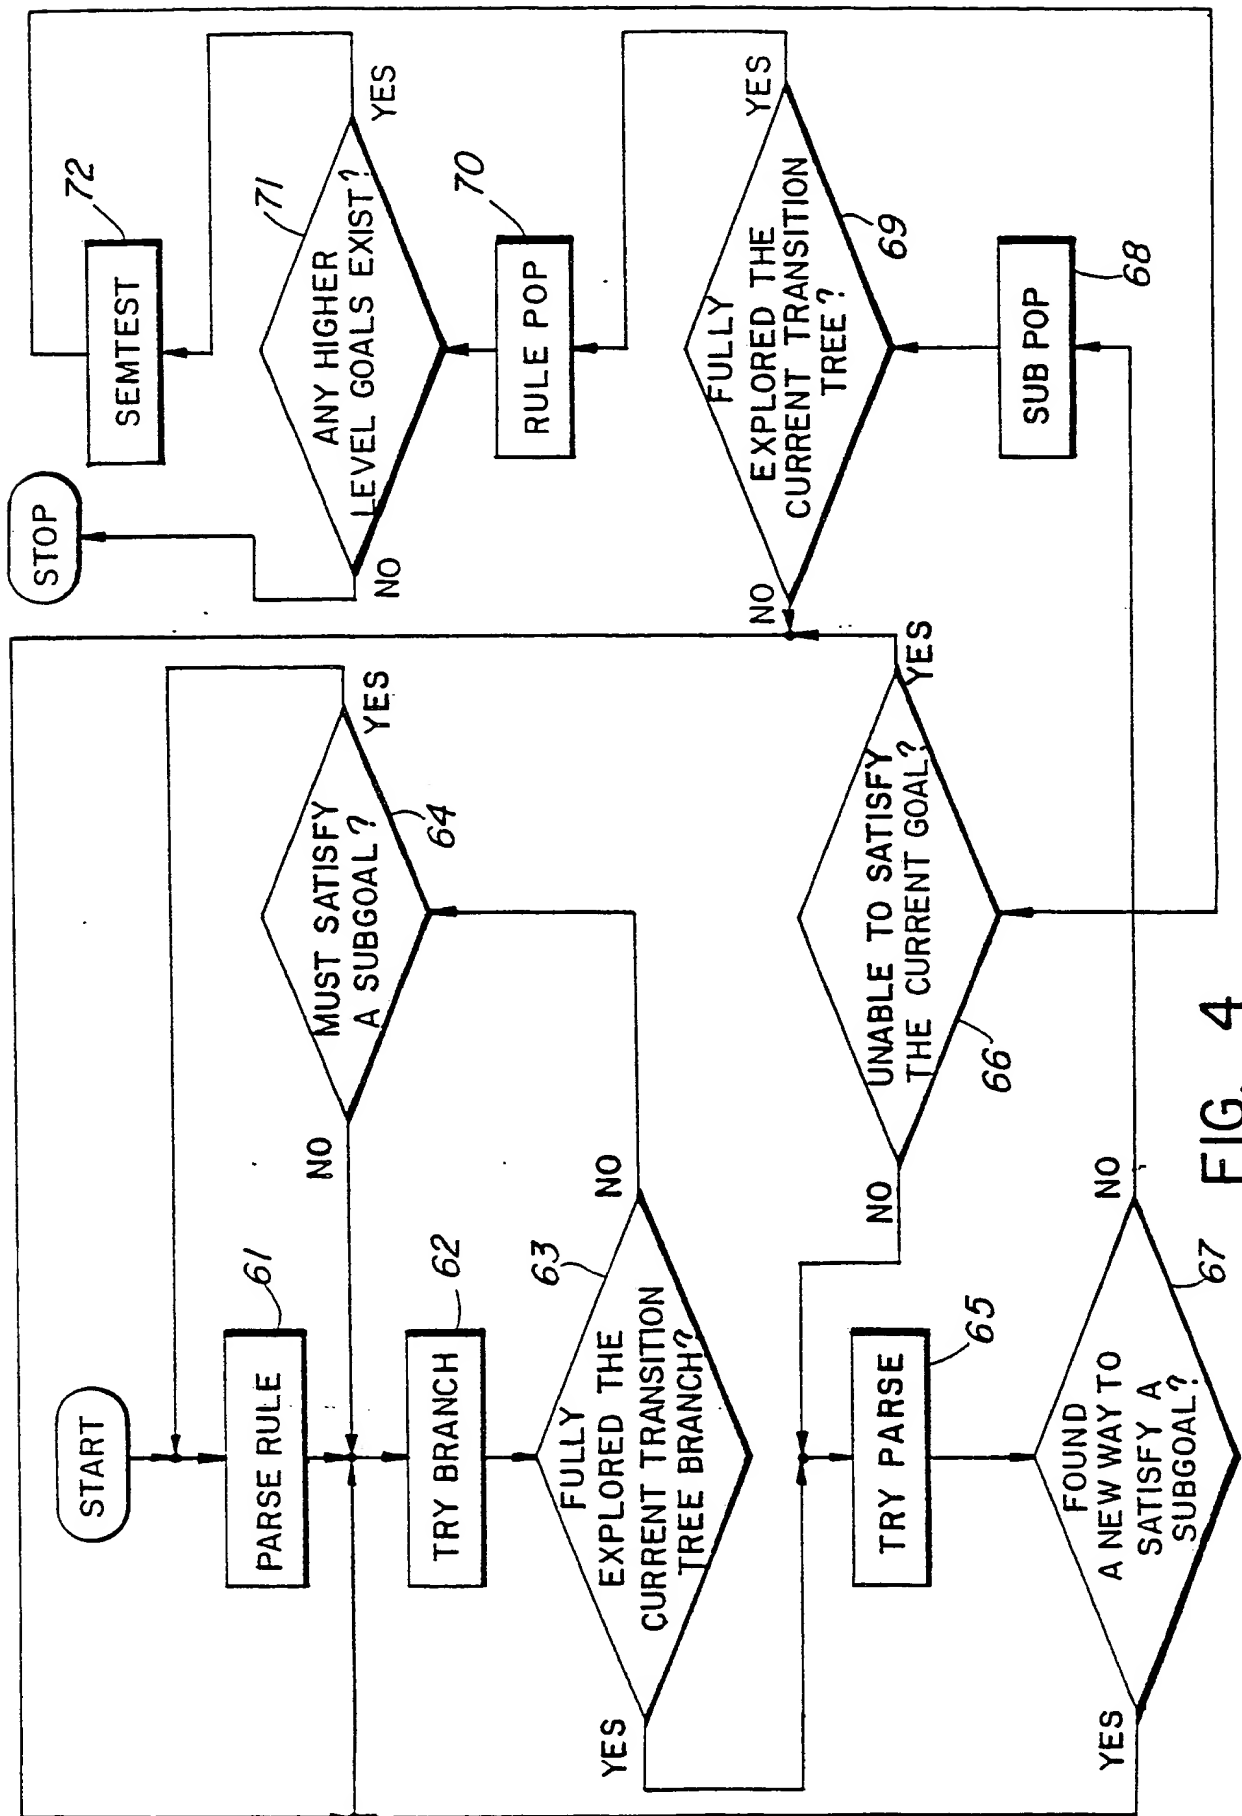 START
PARSE RULE
61
TRY BRANCH
62
FULLY
EXPLORED THE
CURRENT TRANSITION
TREE BRANCH?
63
YES
NO
MUST SATISFY
A SUBGOAL?
64
NO
YES
TRY PARSE
65
UNABLE TO SATISFY
THE CURRENT GOAL?
66
NO
YES
FOUND
A NEW WAY TO
SATISFY A
SUBGOAL?
67
YES
NO
STOP
SEMTEST
72
ANY HIGHER
LEVEL GOALS EXIST?
71
NO
YES
RULE POP
70
FULLY
EXPLORED THE
CURRENT TRANSITION
TREE?
69
NO
YES
SUB POP
68
FIG. 4